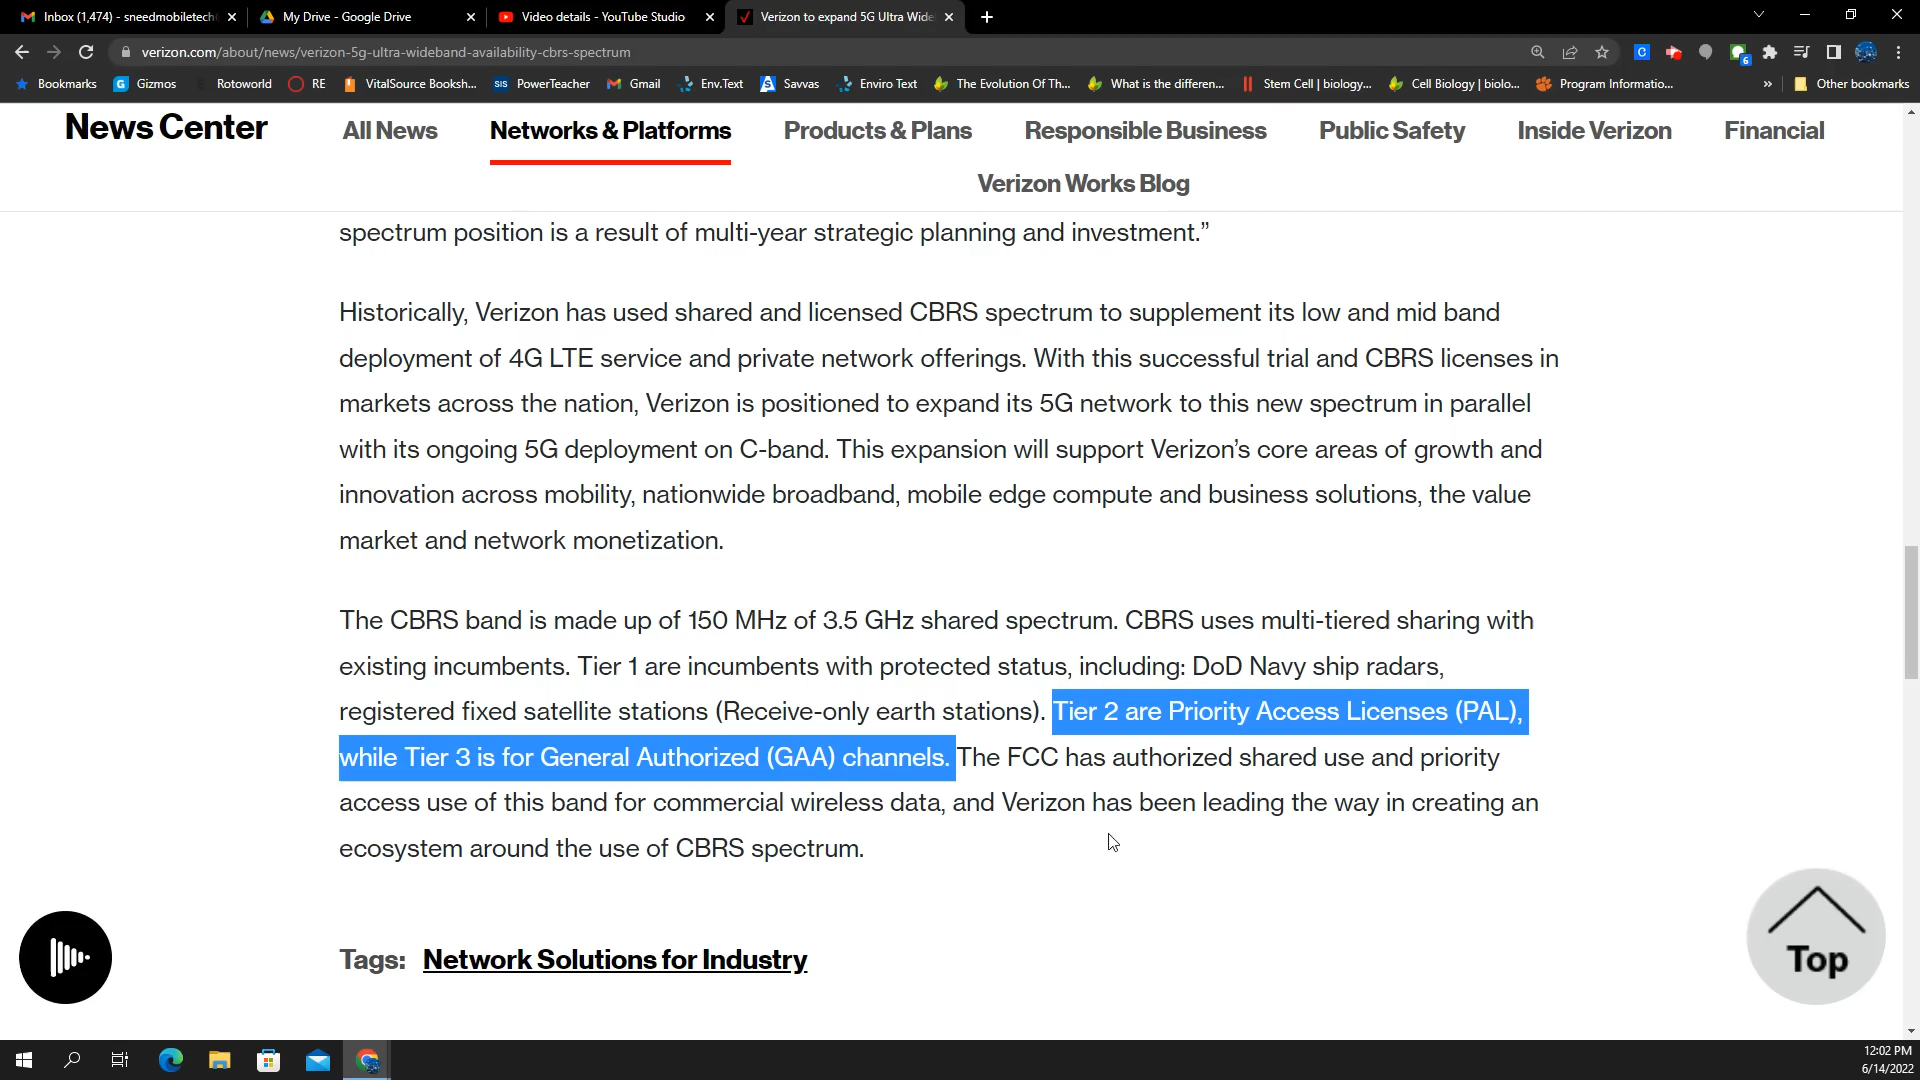 Inbox (1,474) - sneedmobiletech
My Drive - Google Drive
Video details - YouTube Studio
Verizon to expand 5G Ultra Wide
verizon.com/about/news/verizon-5g-ultra-wideband-availability-cbrs-spectrum
Bookmarks
G Gizmos
Rotoworld
RE
VitalSource Booksh...
SIS PowerTeacher
Gmail
Env.Text
Savvas
Enviro Text
The Evolution Of Th...
What is the differen...
Stem Cell | biology...
Cell Biology | biolo...
Program Informatio...
»
Other bookmarks
News Center
All News
Networks & Platforms
Products & Plans
Responsible Business
Public Safety
Inside Verizon
Financial
Verizon Works Blog
spectrum position is a result of multi-year strategic planning and investment.”
Historically, Verizon has used shared and licensed CBRS spectrum to supplement its low and mid band
deployment of 4G LTE service and private network offerings. With this successful trial and CBRS licenses in
markets across the nation, Verizon is positioned to expand its 5G network to this new spectrum in parallel
with its ongoing 5G deployment on C-band. This expansion will support Verizon’s core areas of growth and
innovation across mobility, nationwide broadband, mobile edge compute and business solutions, the value
market and network monetization.
The CBRS band is made up of 150 MHz of 3.5 GHz shared spectrum. CBRS uses multi-tiered sharing with
existing incumbents. Tier 1 are incumbents with protected status, including: DoD Navy ship radars,
registered fixed satellite stations (Receive-only earth stations). Tier 2 are Priority Access Licenses (PAL),
while Tier 3 is for General Authorized (GAA) channels. The FCC has authorized shared use and priority
access use of this band for commercial wireless data, and Verizon has been leading the way in creating an
ecosystem around the use of CBRS spectrum.
Tags: Network Solutions for Industry
Top
12:02 PM
6/14/2022